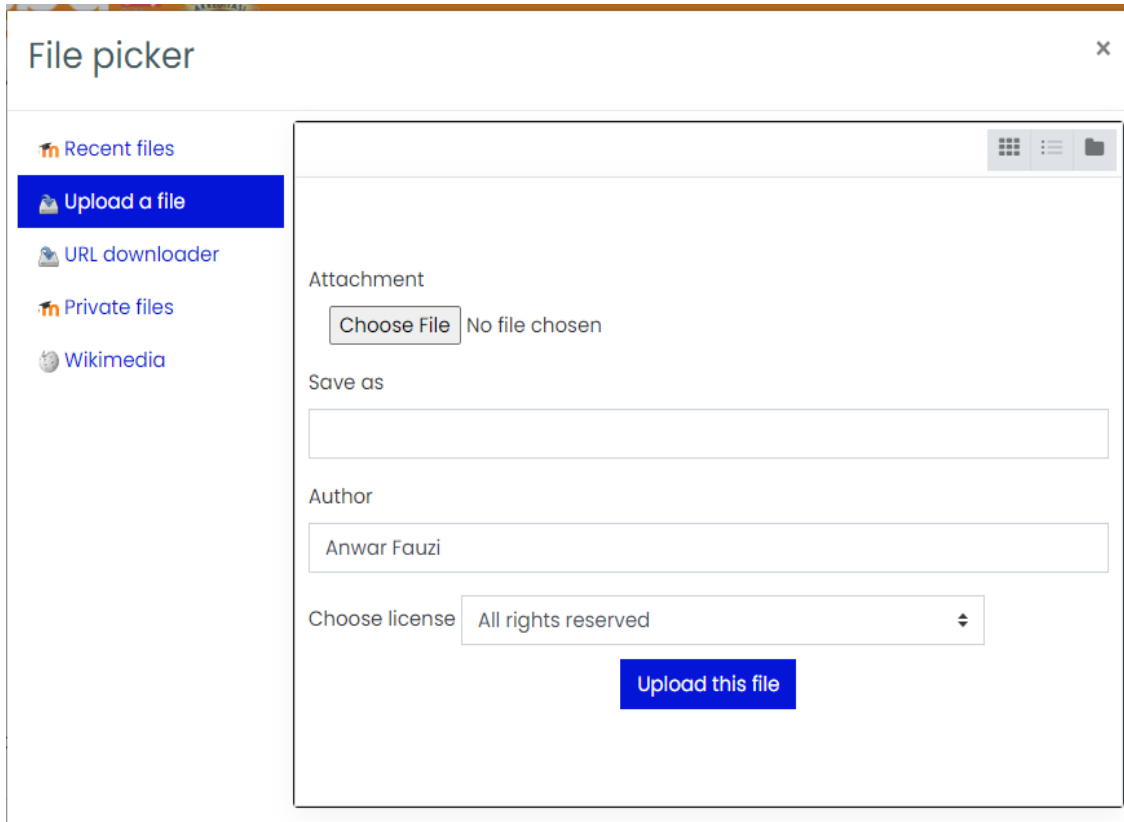 File picker
×
Recent files
Upload a file
URL downloader
Private files
Wikimedia
Attachment
Choose File No file chosen
Save as
Author
Anwar Fauzi
Choose license All rights reserved
Upload this file